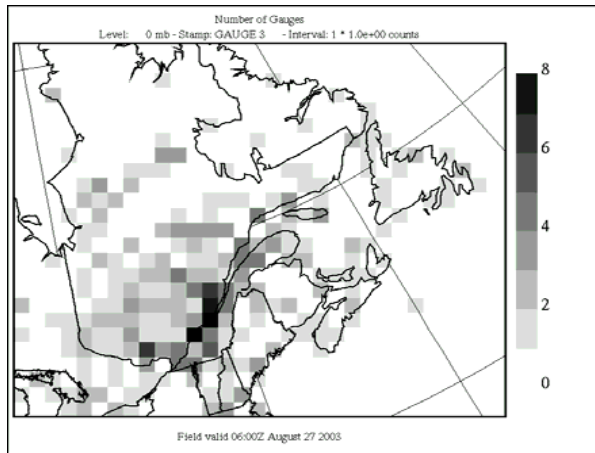 Number of Gauges
Level: 0 mb - Stamp: GAUGE 3 - Interval: 1 * 1.0e+00 counts
8
6
4
2
0
Field valid 06:00Z August 27 2003